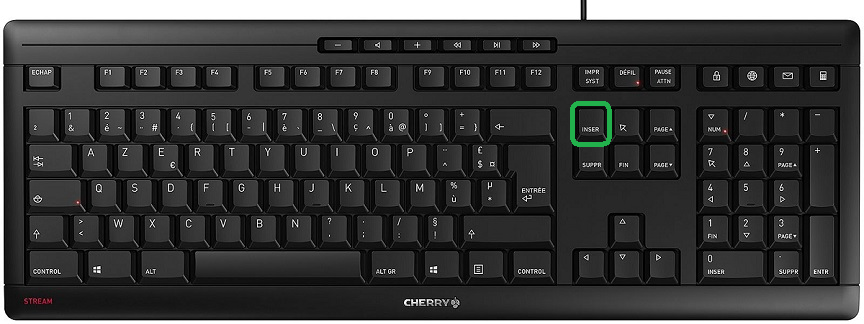 ECHAP F1 F2 F3 F4 F5 F6 F7 F8 F9 F10 F11 F12 IMPR SYST DÉFIL PAUSE ATTN
² 1 & 2 é ~ 3 " # 4 ' { 5 ( [ 6 - | 7 è ` 8 _ \ 9 ç ^ 0 à @ ° ) ] + = } INSER PAGE NUM / * -
A Z E € R T Y U I O P ¨ ^ £ $ ¤ ENTRÉE SUPPR FIN PAGE 7 8 9 PAGE +
Q S D F G H J K L M % ù µ * 4 5 6
> < W X C V B N ? , . ; / : § ! 1 FIN 2 3 PAGE
CONTROL ALT ALT GR CONTROL 0 INSER . SUPPR ENTR
STREAM CHERRY